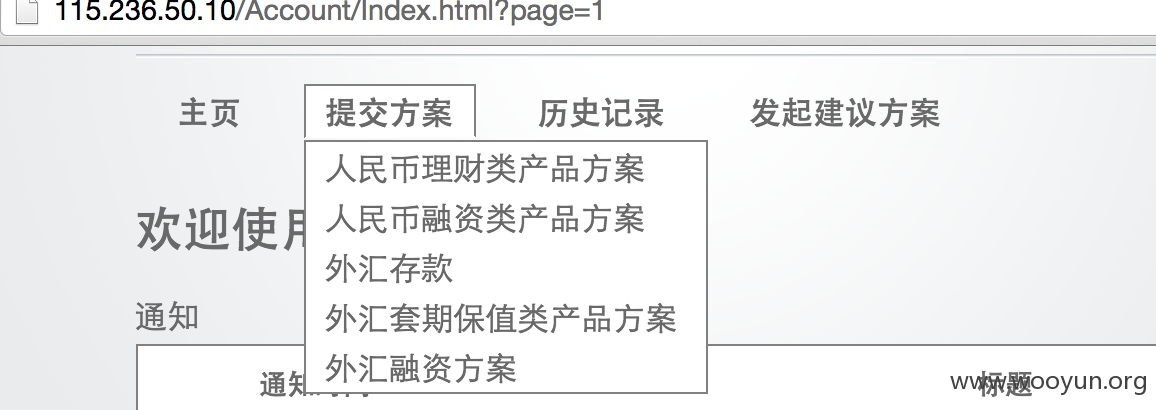 115.236.50.10/Account/Index.html?page=1
主页 提交方案 历史记录 发起建议方案
人民币理财类产品方案
人民币融资类产品方案
外汇存款
外汇套期保值类产品方案
外汇融资方案
欢迎使用
通知
通知时间 标题
www.wooyun.org